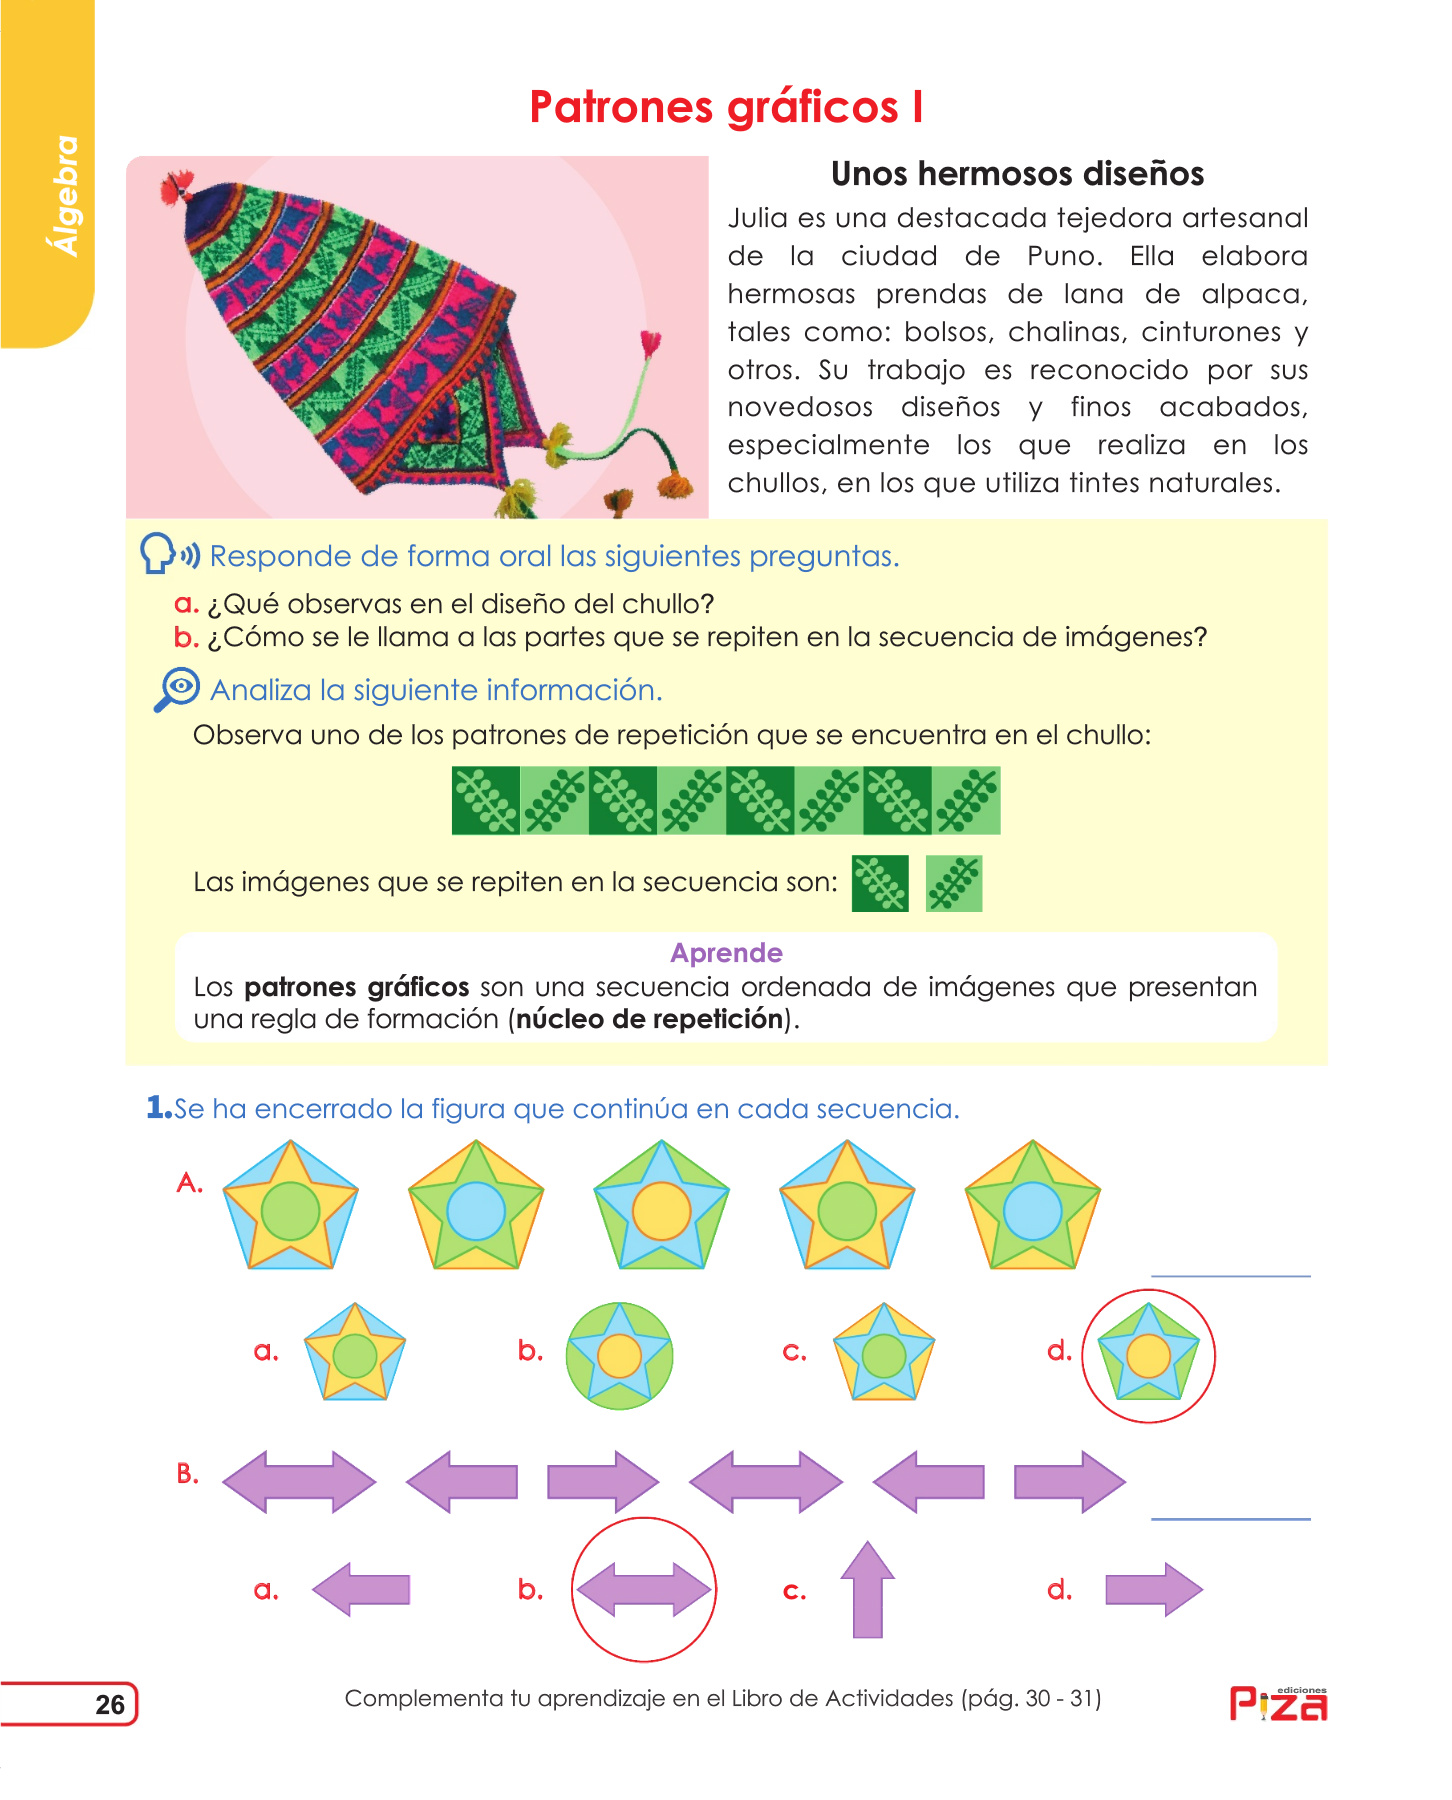 Álgebra
Patrones gráficos I
Unos hermosos diseños
Julia es una destacada tejedora artesanal
de la ciudad de Puno. Ella elabora
hermosas prendas de lana de alpaca,
tales como: bolsos, chalinas, cinturones y
otros. Su trabajo es reconocido por sus
novedosos diseños y finos acabados,
especialmente los que realiza en los
chullos, en los que utiliza tintes naturales.
Responde de forma oral las siguientes preguntas.
a. ¿Qué observas en el diseño del chullo?
b. ¿Cómo se le llama a las partes que se repiten en la secuencia de imágenes?
Analiza la siguiente información.
Observa uno de los patrones de repetición que se encuentra en el chullo:
Las imágenes que se repiten en la secuencia son:
Aprende
Los patrones gráficos son una secuencia ordenada de imágenes que presentan
una regla de formación (núcleo de repetición).
1.Se ha encerrado la figura que continúa en cada secuencia.
A.
a. b. c. d.
B.
a. b. c. d.
26
Complementa tu aprendizaje en el Libro de Actividades (pág. 30 - 31)
ediciones
Piza